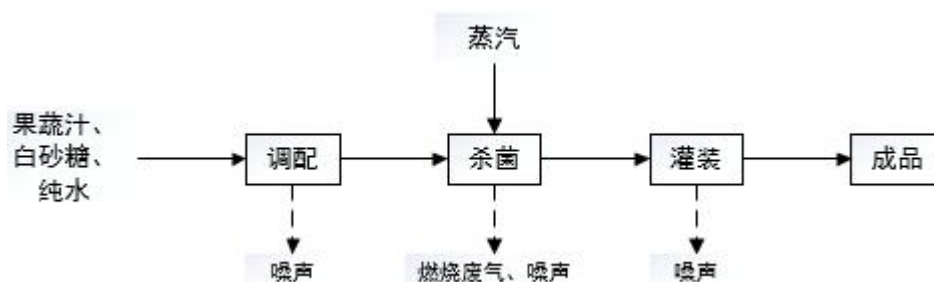 蒸汽
果蔬汁、
白砂糖、
纯水
调配
杀菌
灌装
成品
噪声
燃烧废气、噪声
噪声